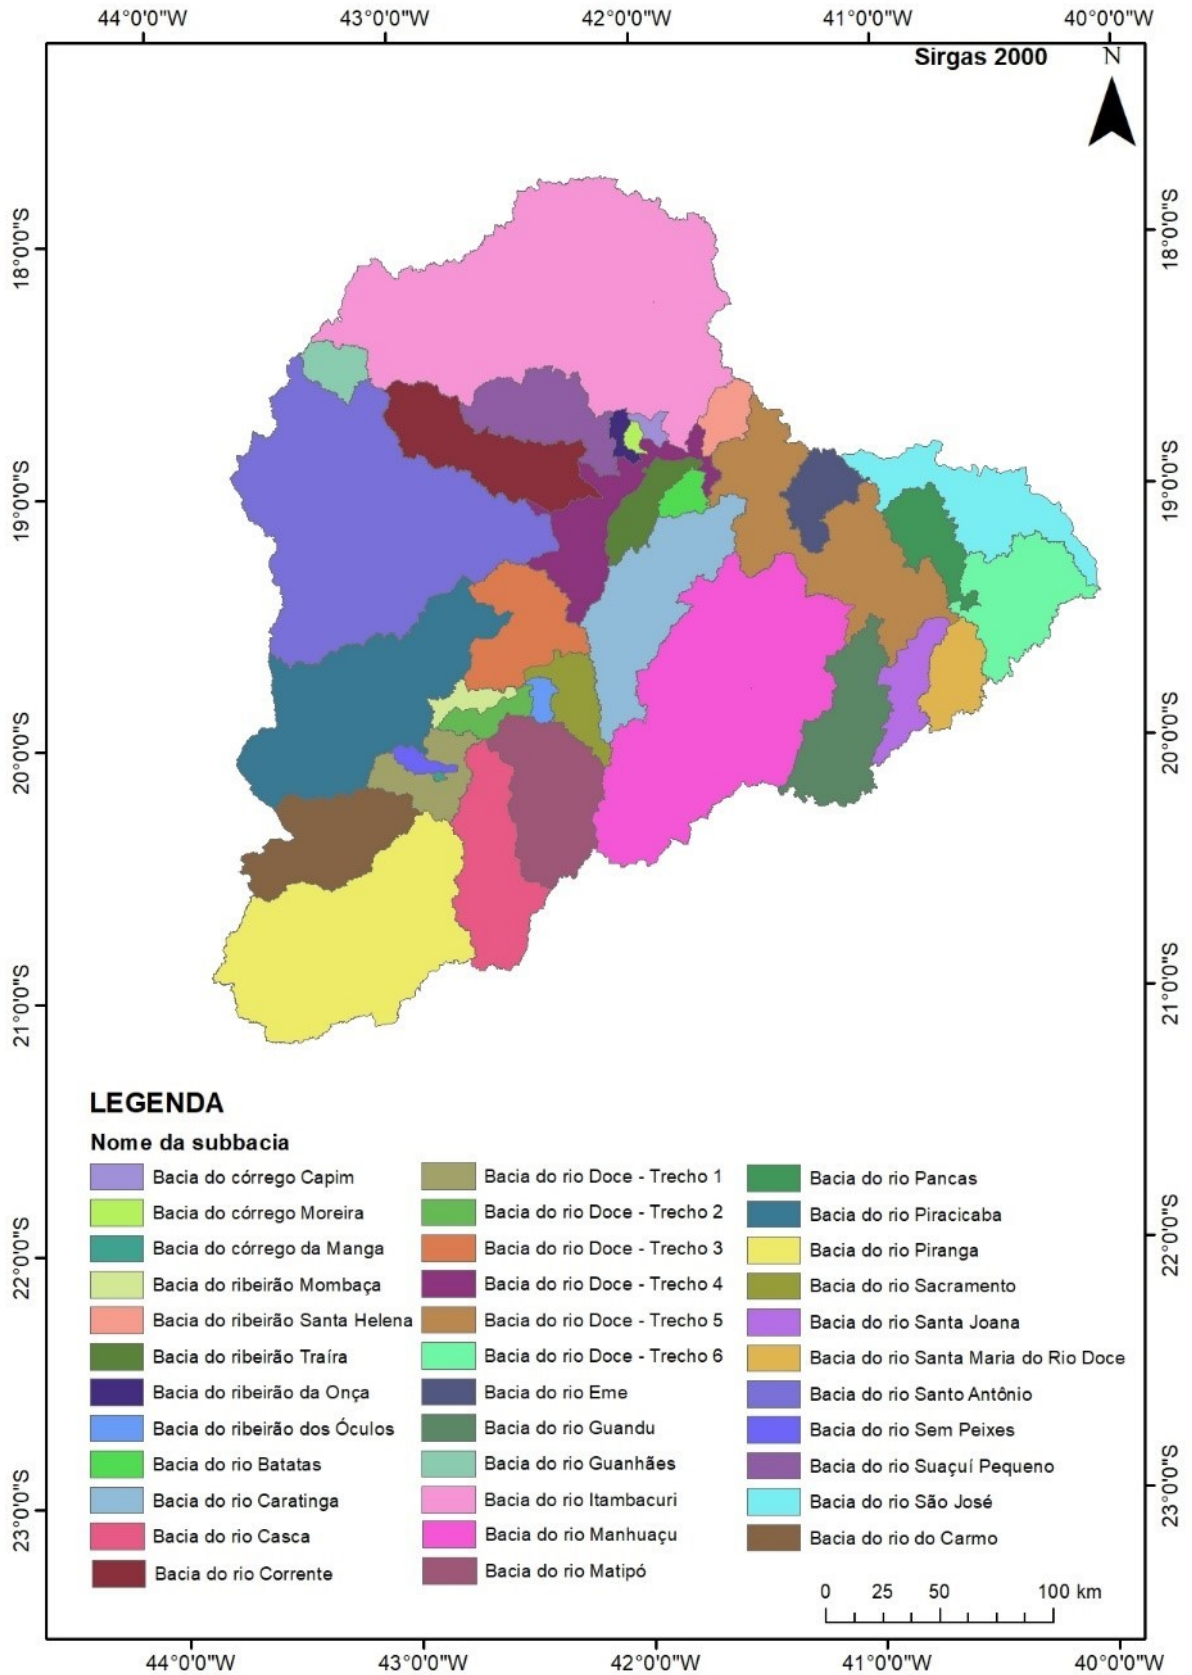 44°0'0"W 43°0'0"W 42°0'0"W 41°0'0"W 40°0'0"W
Sirgas 2000
N
18°0'0"S
18°0'0"S
19°0'0"S
19°0'0"S
20°0'0"S
20°0'0"S
21°0'0"S
21°0'0"S
22°0'0"S
22°0'0"S
23°0'0"S
23°0'0"S
LEGENDA
Nome da subbacia
Bacia do córrego Capim
Bacia do córrego Moreira
Bacia do córrego da Manga
Bacia do ribeirão Mombaça
Bacia do ribeirão Santa Helena
Bacia do ribeirão Traíra
Bacia do ribeirão da Onça
Bacia do ribeirão dos Óculos
Bacia do rio Batatas
Bacia do rio Caratinga
Bacia do rio Casca
Bacia do rio Corrente
Bacia do rio Doce - Trecho 1
Bacia do rio Doce - Trecho 2
Bacia do rio Doce - Trecho 3
Bacia do rio Doce - Trecho 4
Bacia do rio Doce - Trecho 5
Bacia do rio Doce - Trecho 6
Bacia do rio Eme
Bacia do rio Guandu
Bacia do rio Guanhães
Bacia do rio Itambacuri
Bacia do rio Manhuaçu
Bacia do rio Matipó
Bacia do rio Pancas
Bacia do rio Piracicaba
Bacia do rio Piranga
Bacia do rio Sacramento
Bacia do rio Santa Joana
Bacia do rio Santa Maria do Rio Doce
Bacia do rio Santo Antônio
Bacia do rio Sem Peixes
Bacia do rio Suaçuí Pequeno
Bacia do rio São José
Bacia do rio do Carmo
0 25 50 100 km
44°0'0"W 43°0'0"W 42°0'0"W 41°0'0"W 40°0'0"W